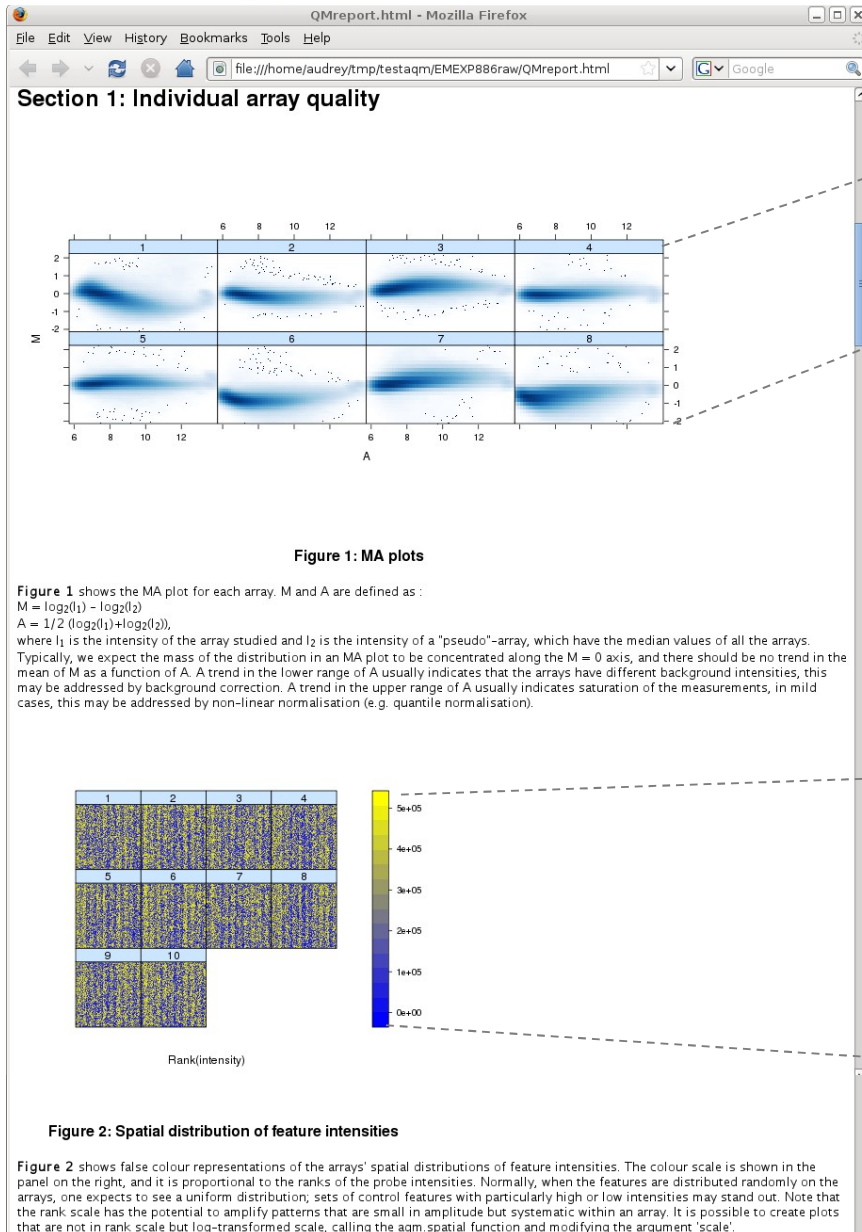 QMreport.html - Mozilla Firefox
File Edit View History Bookmarks Tools Help
file:///home/audrey/tmp/testaqm/EMEXP886raw/QMreport.html
G Google
Section 1: Individual array quality
6 8 10 12 6 8 10 12
1 2 3 4
2
1
0
-1
-2
M
5 6 7 8
2
1
0
-1
-2
6 8 10 12 6 8 10 12
A
Figure 1: MA plots
Figure 1 shows the MA plot for each array. M and A are defined as :
M = log2(I1) - log2(I2)
A = 1/2 (log2(I1)+log2(I2)),
where I1 is the intensity of the array studied and I2 is the intensity of a "pseudo"-array, which have the median values of all the arrays.
Typically, we expect the mass of the distribution in an MA plot to be concentrated along the M = 0 axis, and there should be no trend in the
mean of M as a function of A. A trend in the lower range of A usually indicates that the arrays have different background intensities, this
may be addressed by background correction. A trend in the upper range of A usually indicates saturation of the measurements, in mild
cases, this may be addressed by non-linear normalisation (e.g. quantile normalisation).
1 2 3 4
5 6 7 8
9 10
5e+05
4e+05
3e+05
2e+05
1e+05
0e+00
Rank(intensity)
Figure 2: Spatial distribution of feature intensities
Figure 2 shows false colour representations of the arrays' spatial distributions of feature intensities. The colour scale is shown in the
panel on the right, and it is proportional to the ranks of the probe intensities. Normally, when the features are distributed randomly on the
arrays, one expects to see a uniform distribution; sets of control features with particularly high or low intensities may stand out. Note that
the rank scale has the potential to amplify patterns that are small in amplitude but systematic within an array. It is possible to create plots
that are not in rank scale but log-transformed scale, calling the aqm.spatial function and modifying the argument 'scale'.